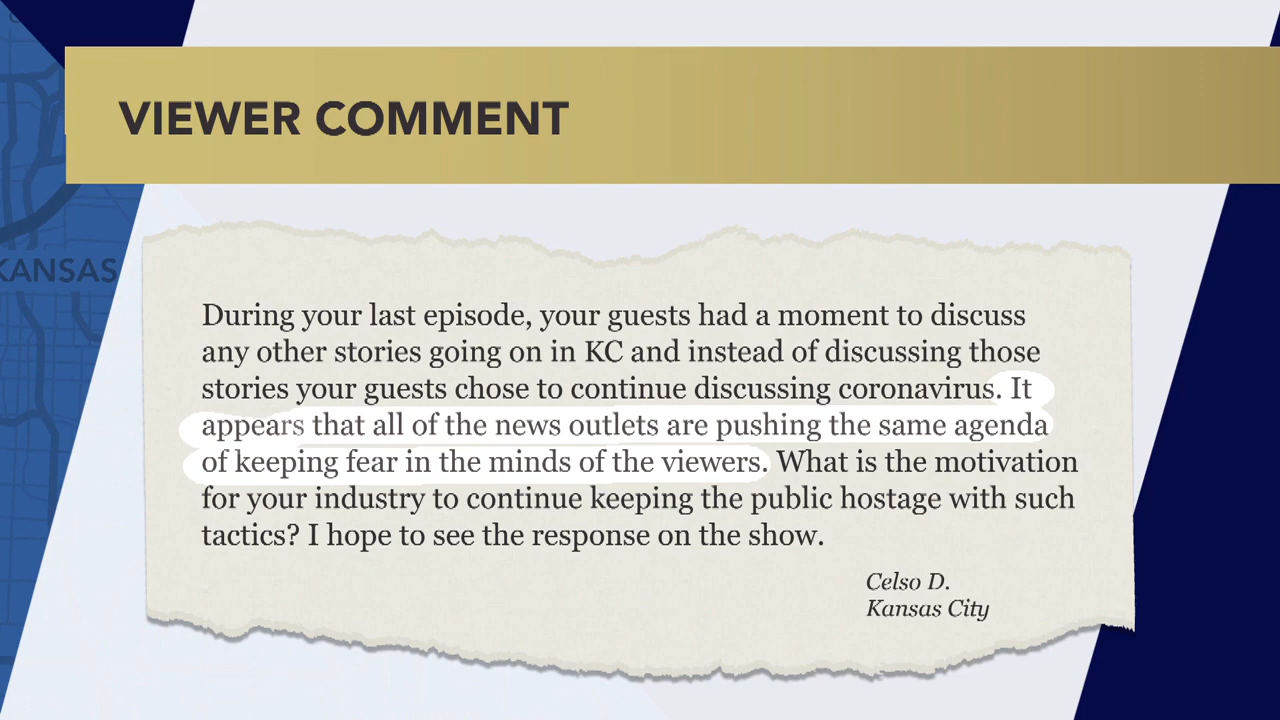 VIEWER COMMENT
KANSAS
During your last episode, your guests had a moment to discuss
any other stories going on in KC and instead of discussing those
stories your guests chose to continue discussing coronavirus. It
appears that all of the news outlets are pushing the same agenda
of keeping fear in the minds of the viewers. What is the motivation
for your industry to continue keeping the public hostage with such
tactics? I hope to see the response on the show.
Celso D.
Kansas City